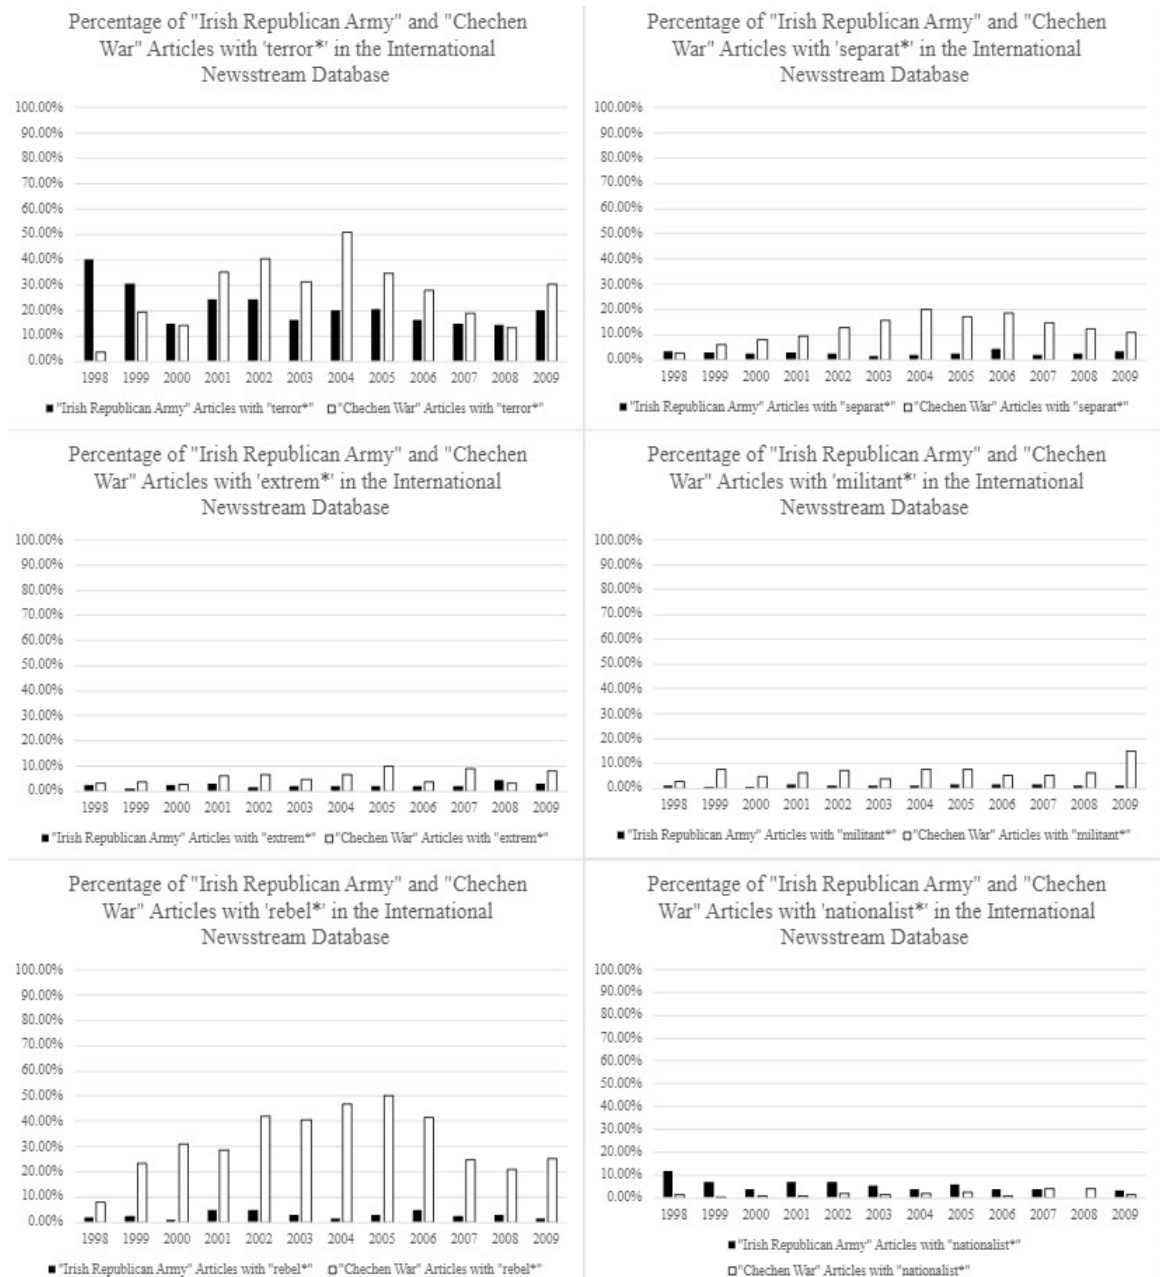 Percentage of "Irish Republican Army" and "Chechen
War" Articles with 'terror*' in the International
Newsstream Database
100.00%
90.00%
80.00%
70.00%
60.00%
50.00%
40.00%
30.00%
20.00%
10.00%
0.00%
1998 1999 2000 2001 2002 2003 2004 2005 2006 2007 2008 2009
"Irish Republican Army" Articles with "terror*" "Chechen War" Articles with "terror*"
Percentage of "Irish Republican Army" and "Chechen
War" Articles with 'separat*' in the International
Newsstream Database
100.00%
90.00%
80.00%
70.00%
60.00%
50.00%
40.00%
30.00%
20.00%
10.00%
0.00%
1998 1999 2000 2001 2002 2003 2004 2005 2006 2007 2008 2009
"Irish Republican Army" Articles with "separat*" "Chechen War" Articles with "separat*"
Percentage of "Irish Republican Army" and "Chechen
War" Articles with 'extrem*' in the International
Newsstream Database
100.00%
90.00%
80.00%
70.00%
60.00%
50.00%
40.00%
30.00%
20.00%
10.00%
0.00%
1998 1999 2000 2001 2002 2003 2004 2005 2006 2007 2008 2009
"Irish Republican Army" Articles with "extrem*" "Chechen War" Articles with "extrem*"
Percentage of "Irish Republican Army" and "Chechen
War" Articles with 'militant*' in the International
Newsstream Database
100.00%
90.00%
80.00%
70.00%
60.00%
50.00%
40.00%
30.00%
20.00%
10.00%
0.00%
1998 1999 2000 2001 2002 2003 2004 2005 2006 2007 2008 2009
"Irish Republican Army" Articles with "militant*" "Chechen War" Articles with "militant*"
Percentage of "Irish Republican Army" and "Chechen
War" Articles with 'rebel*' in the International
Newsstream Database
100.00%
90.00%
80.00%
70.00%
60.00%
50.00%
40.00%
30.00%
20.00%
10.00%
0.00%
1998 1999 2000 2001 2002 2003 2004 2005 2006 2007 2008 2009
"Irish Republican Army" Articles with "rebel*" "Chechen War" Articles with "rebel*"
Percentage of "Irish Republican Army" and "Chechen
War" Articles with 'nationalist*' in the International
Newsstream Database
100.00%
90.00%
80.00%
70.00%
60.00%
50.00%
40.00%
30.00%
20.00%
10.00%
0.00%
1998 1999 2000 2001 2002 2003 2004 2005 2006 2007 2008 2009
"Irish Republican Army" Articles with "nationalist*"
"Chechen War" Articles with "nationalist*"